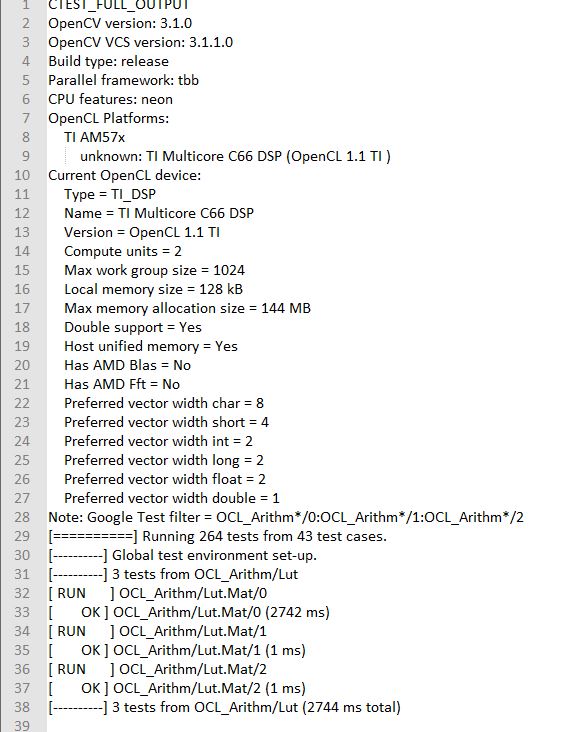 1 CTEST_FULL_OUTPUT
2 OpenCV version: 3.1.0
3 OpenCV VCS version: 3.1.1.0
4 Build type: release
5 Parallel framework: tbb
6 CPU features: neon
7 OpenCL Platforms:
8 TI AM57x
9 unknown: TI Multicore C66 DSP (OpenCL 1.1 TI )
10 Current OpenCL device:
11 Type = TI_DSP
12 Name = TI Multicore C66 DSP
13 Version = OpenCL 1.1 TI
14 Compute units = 2
15 Max work group size = 1024
16 Local memory size = 128 kB
17 Max memory allocation size = 144 MB
18 Double support = Yes
19 Host unified memory = Yes
20 Has AMD Blas = No
21 Has AMD Fft = No
22 Preferred vector width char = 8
23 Preferred vector width short = 4
24 Preferred vector width int = 2
25 Preferred vector width long = 2
26 Preferred vector width float = 2
27 Preferred vector width double = 1
28 Note: Google Test filter = OCL_Arithm*/0:OCL_Arithm*/1:OCL_Arithm*/2
29 [==========] Running 264 tests from 43 test cases.
30 [----------] Global test environment set-up.
31 [----------] 3 tests from OCL_Arithm/Lut
32 [ RUN      ] OCL_Arithm/Lut.Mat/0
33 [       OK ] OCL_Arithm/Lut.Mat/0 (2742 ms)
34 [ RUN      ] OCL_Arithm/Lut.Mat/1
35 [       OK ] OCL_Arithm/Lut.Mat/1 (1 ms)
36 [ RUN      ] OCL_Arithm/Lut.Mat/2
37 [       OK ] OCL_Arithm/Lut.Mat/2 (1 ms)
38 [----------] 3 tests from OCL_Arithm/Lut (2744 ms total)
39